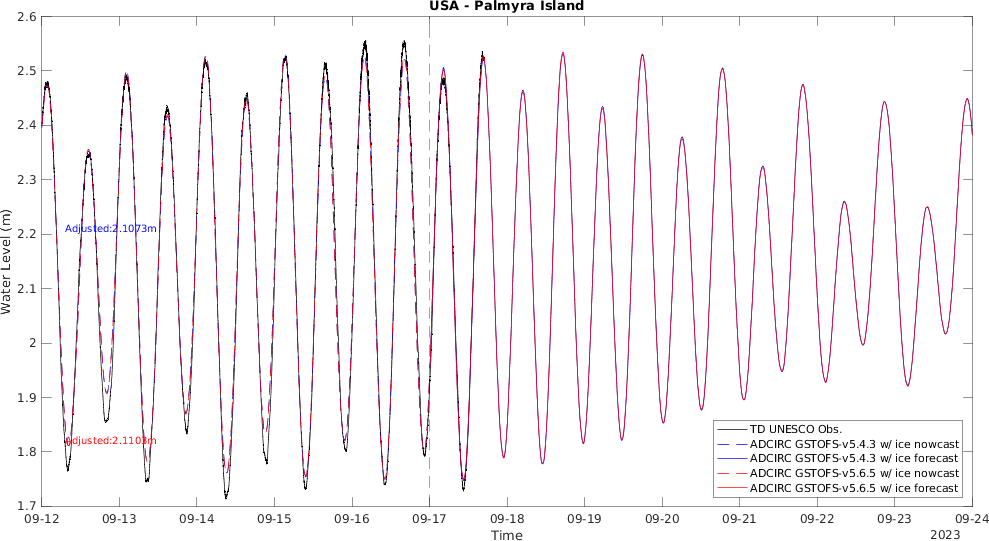 USA - Palmyra Island
2.6
2.5
2.4
2.3
2.2
2.1
2
1.9
1.8
1.7
Water Level (m)
Adjusted:2.1073m
Adjusted:2.1103m
TD UNESCO Obs.
ADCIRC GSTOFS-v5.4.3 w/ ice nowcast
ADCIRC GSTOFS-v5.4.3 w/ ice forecast
ADCIRC GSTOFS-v5.6.5 w/ ice nowcast
ADCIRC GSTOFS-v5.6.5 w/ ice forecast
09-12 09-13 09-14 09-15 09-16 09-17 09-18 09-19 09-20 09-21 09-22 09-23 09-24
Time
2023